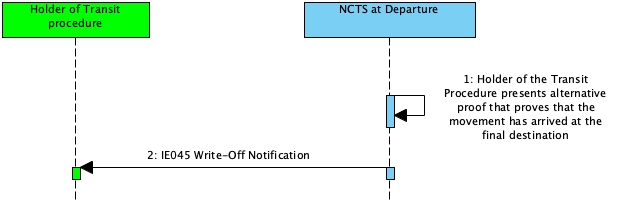 Holder of Transit
procedure
NCTS at Departure
1: Holder of the Transit
Procedure presents alternative
proof that proves that the
movement has arrived at the
final destination
2: IE045 Write-Off Notification